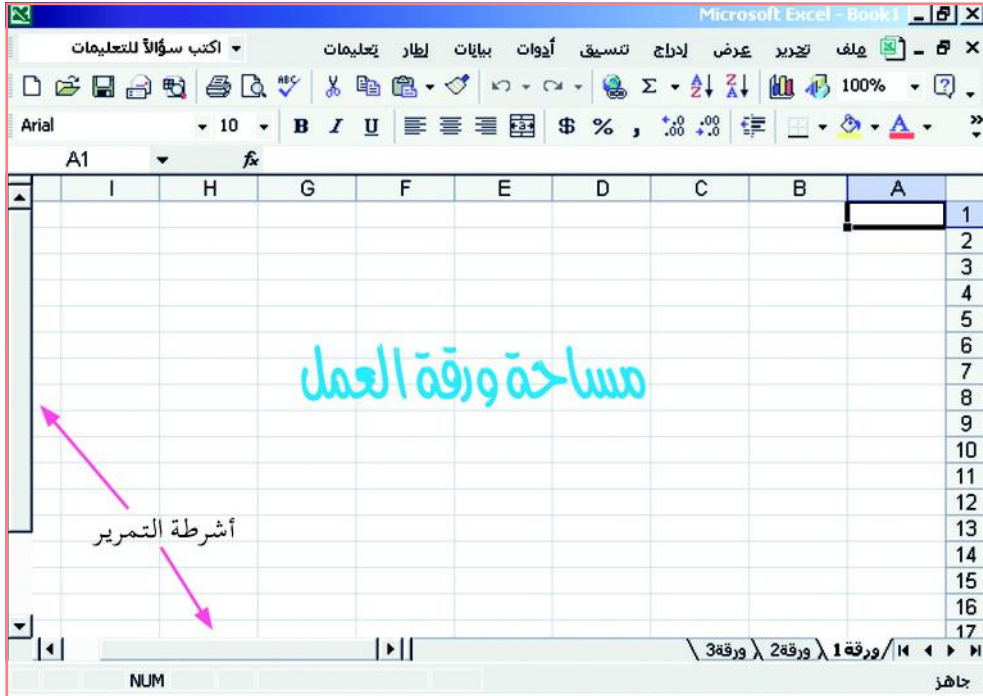 Microsoft Excel - Book1
ملف تحرير عرض إدراج تنسيق أدوات بيانات إطار تعليمات اكتب سؤالاً للتعليمات
Σ 100%
Arial 10 B I U $ % ,
A1 fx
A B C D E F G H I
1
2
3
4
5
6
7
8
9
10
11
12
13
14
15
16
17
مساحة ورقة العمل
أشرطة التمرير
ورقة1 ورقة2 ورقة3
جاهز NUM